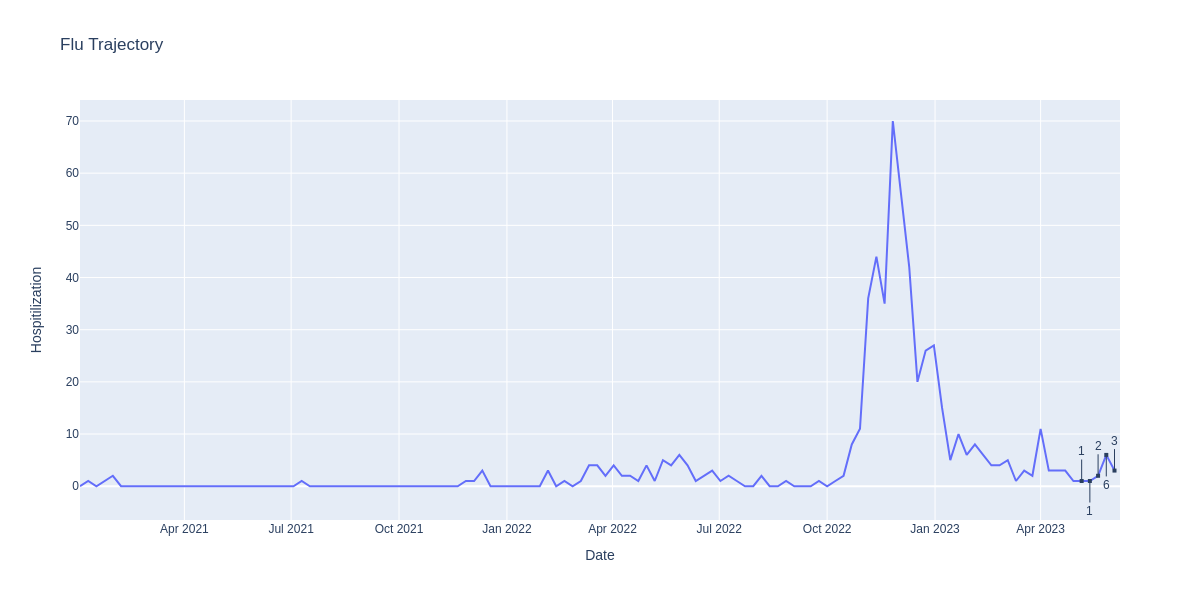 Flu Trajectory
Hospitilization
70
60
50
40
30
20
10
0
1
1
2
6
3
Apr 2021
Jul 2021
Oct 2021
Jan 2022
Apr 2022
Jul 2022
Oct 2022
Jan 2023
Apr 2023
Date